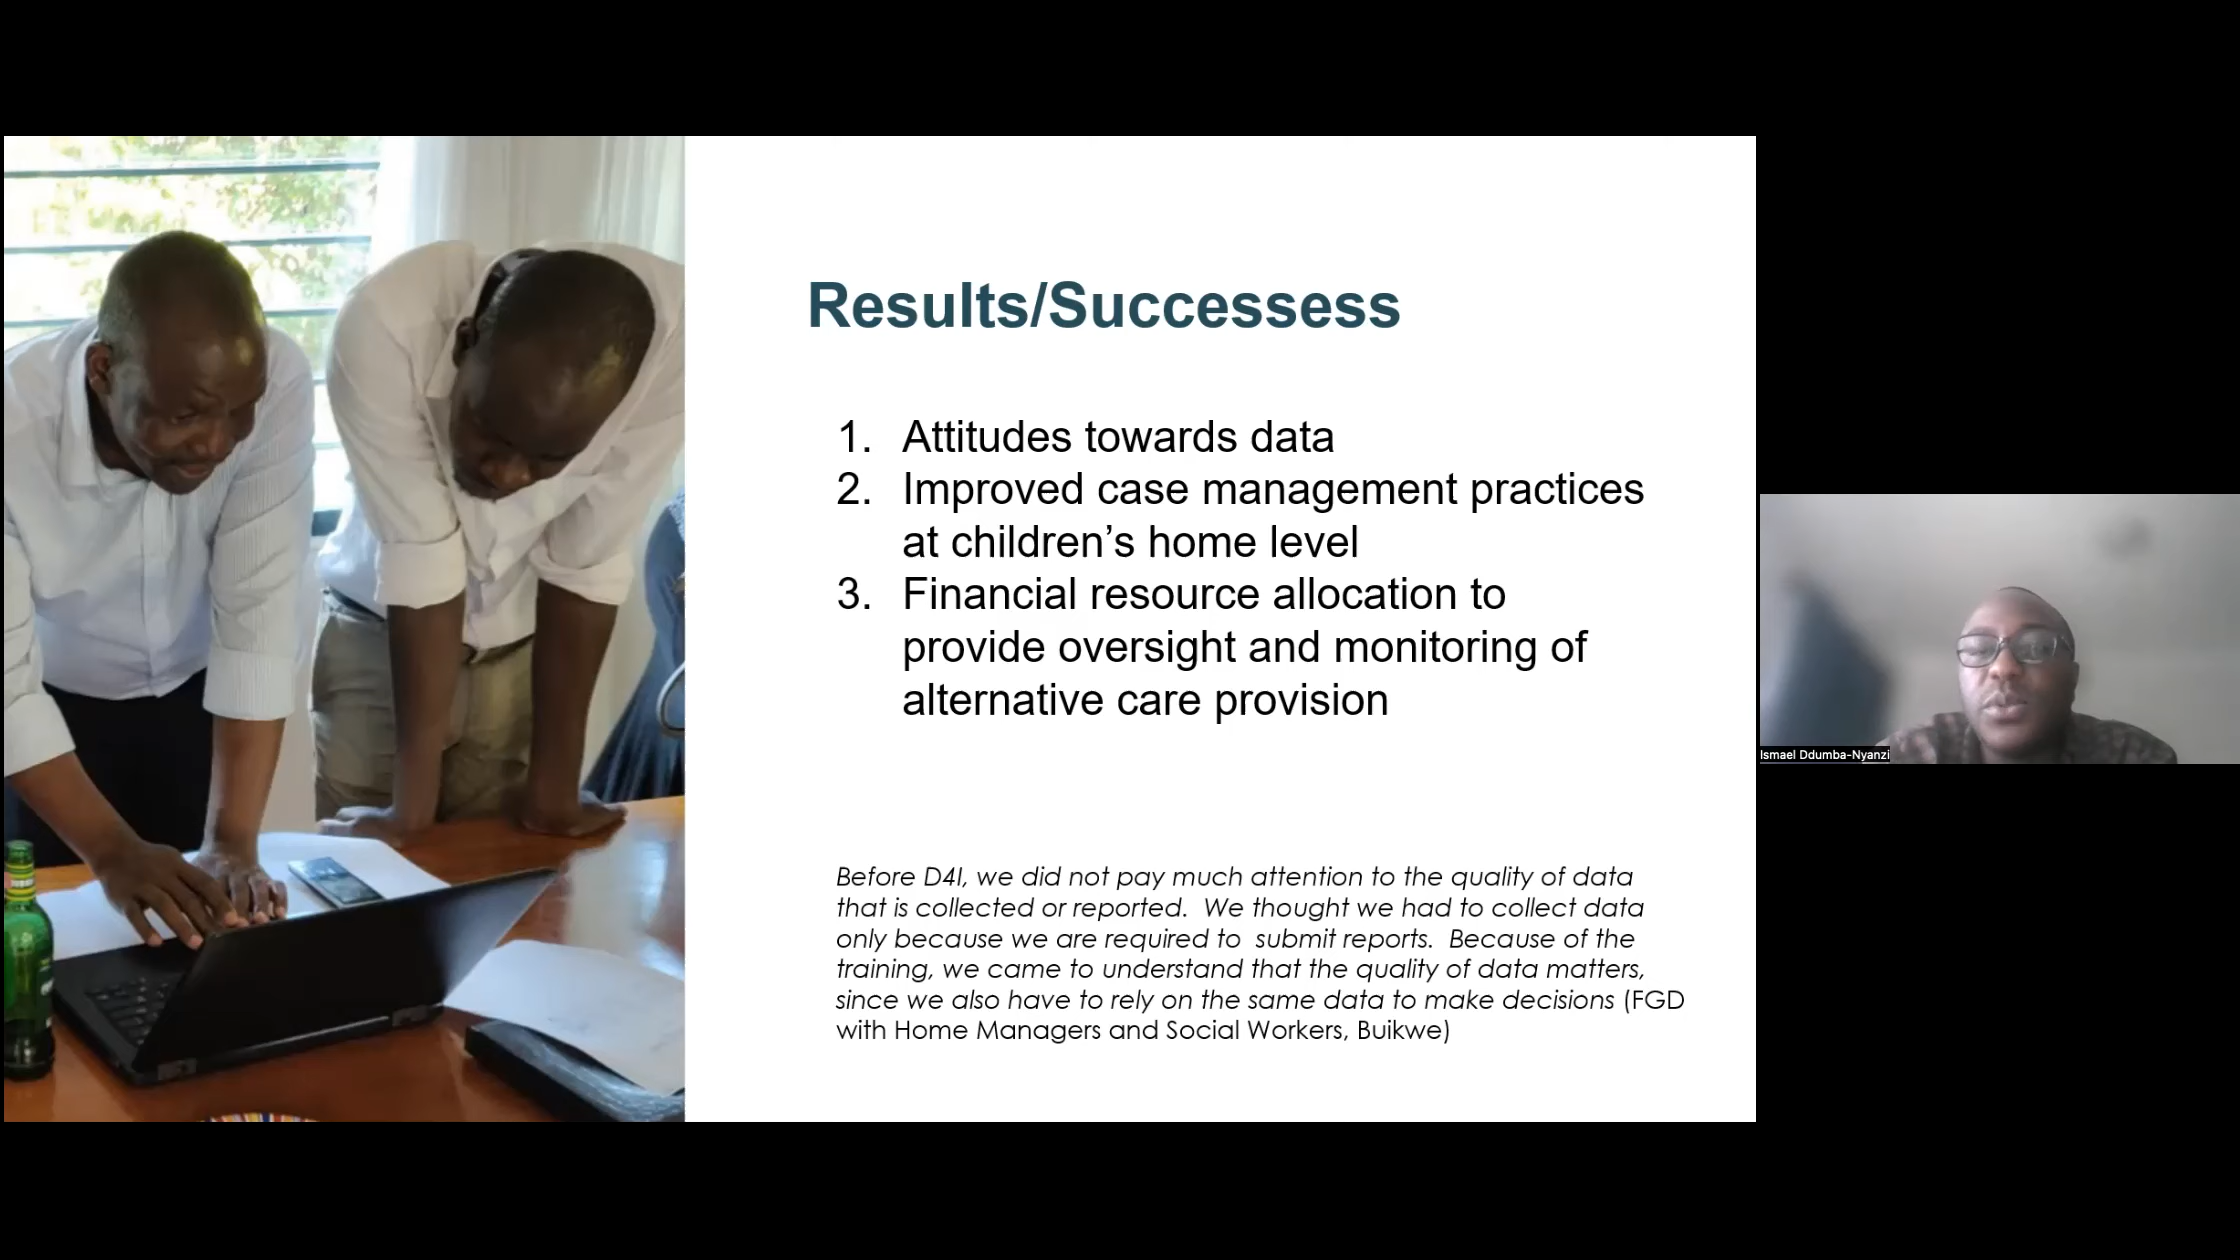 Results/Successess
1. Attitudes towards data
2. Improved case management practices
at children’s home level
3. Financial resource allocation to
provide oversight and monitoring of
alternative care provision
Ismael Ddumba-Nyanzi
Before D4I, we did not pay much attention to the quality of data
that is collected or reported.  We thought we had to collect data
only because we are required to  submit reports.  Because of the
training, we came to understand that the quality of data matters,
since we also have to rely on the same data to make decisions (FGD
with Home Managers and Social Workers, Buikwe)